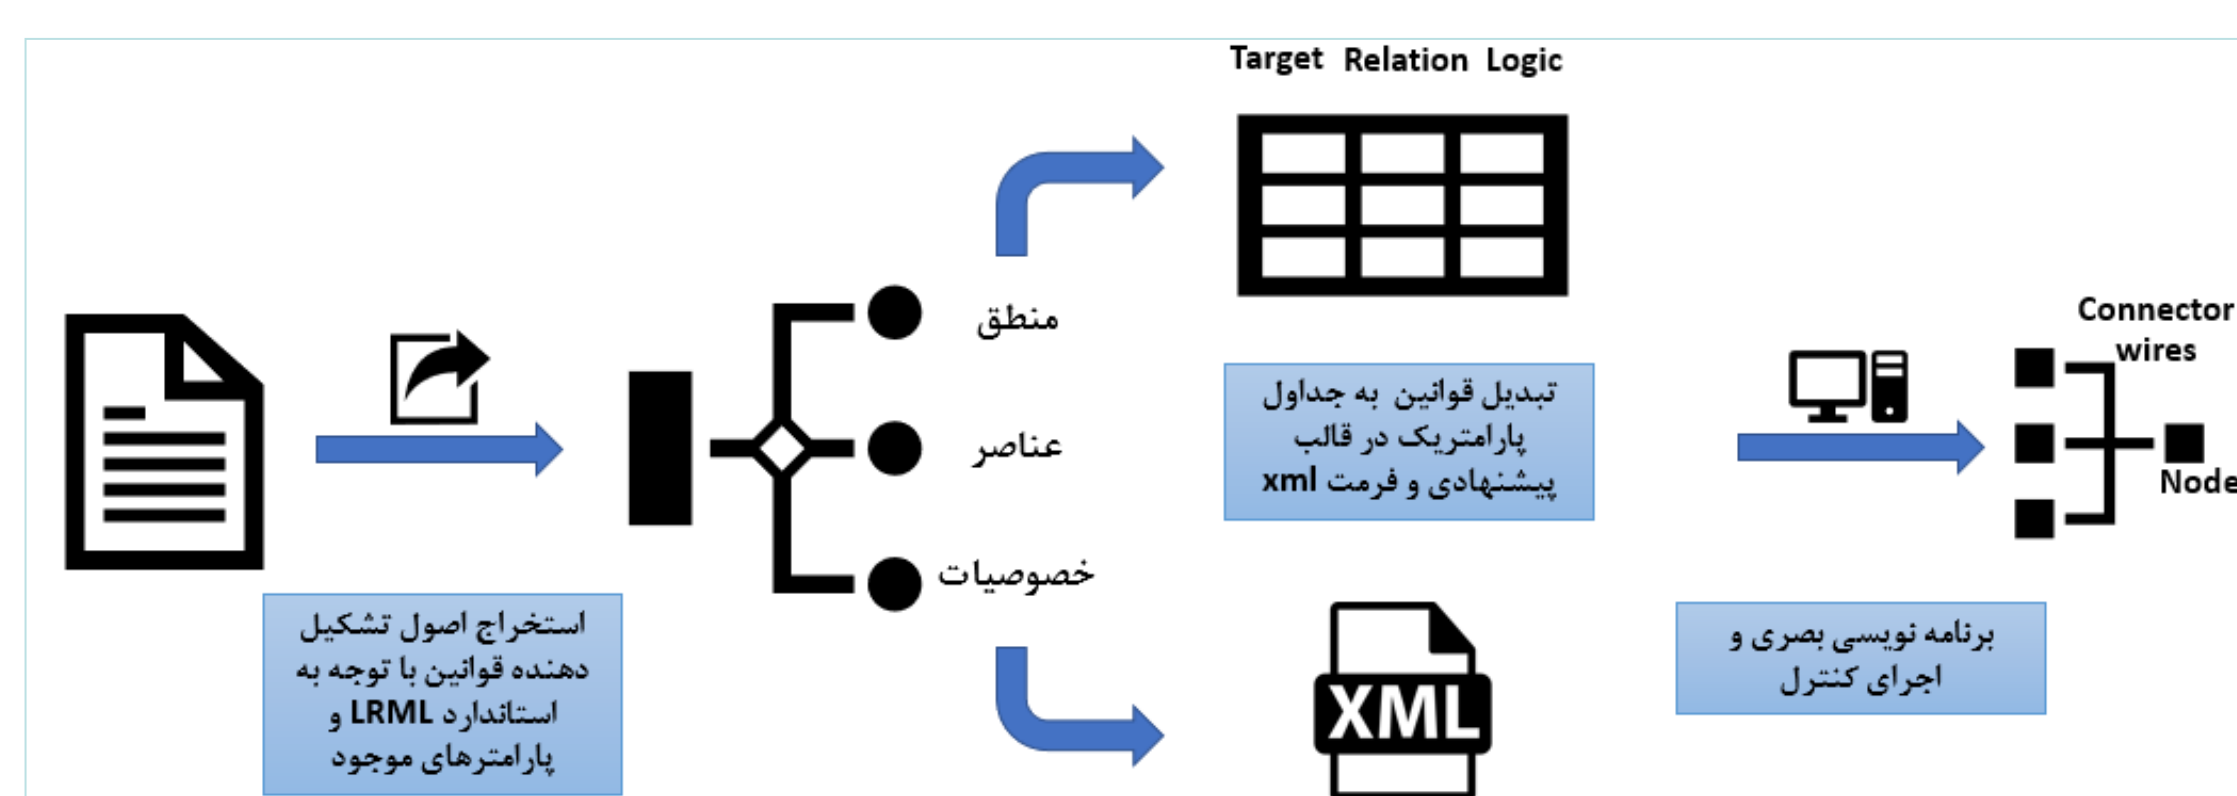 Target Relation Logic
منطق
عناصر
خصوصیات
استخراج اصول تشکیل
دهنده قوانین با توجه به
استاندارد LRML و
پارامترهای موجود
تبدیل قوانین به جداول
پارامتریک در قالب
پیشنهادی و فرمت xml
XML
برنامه نویسی بصری و
اجرای کنترل
Connector
wires
Node